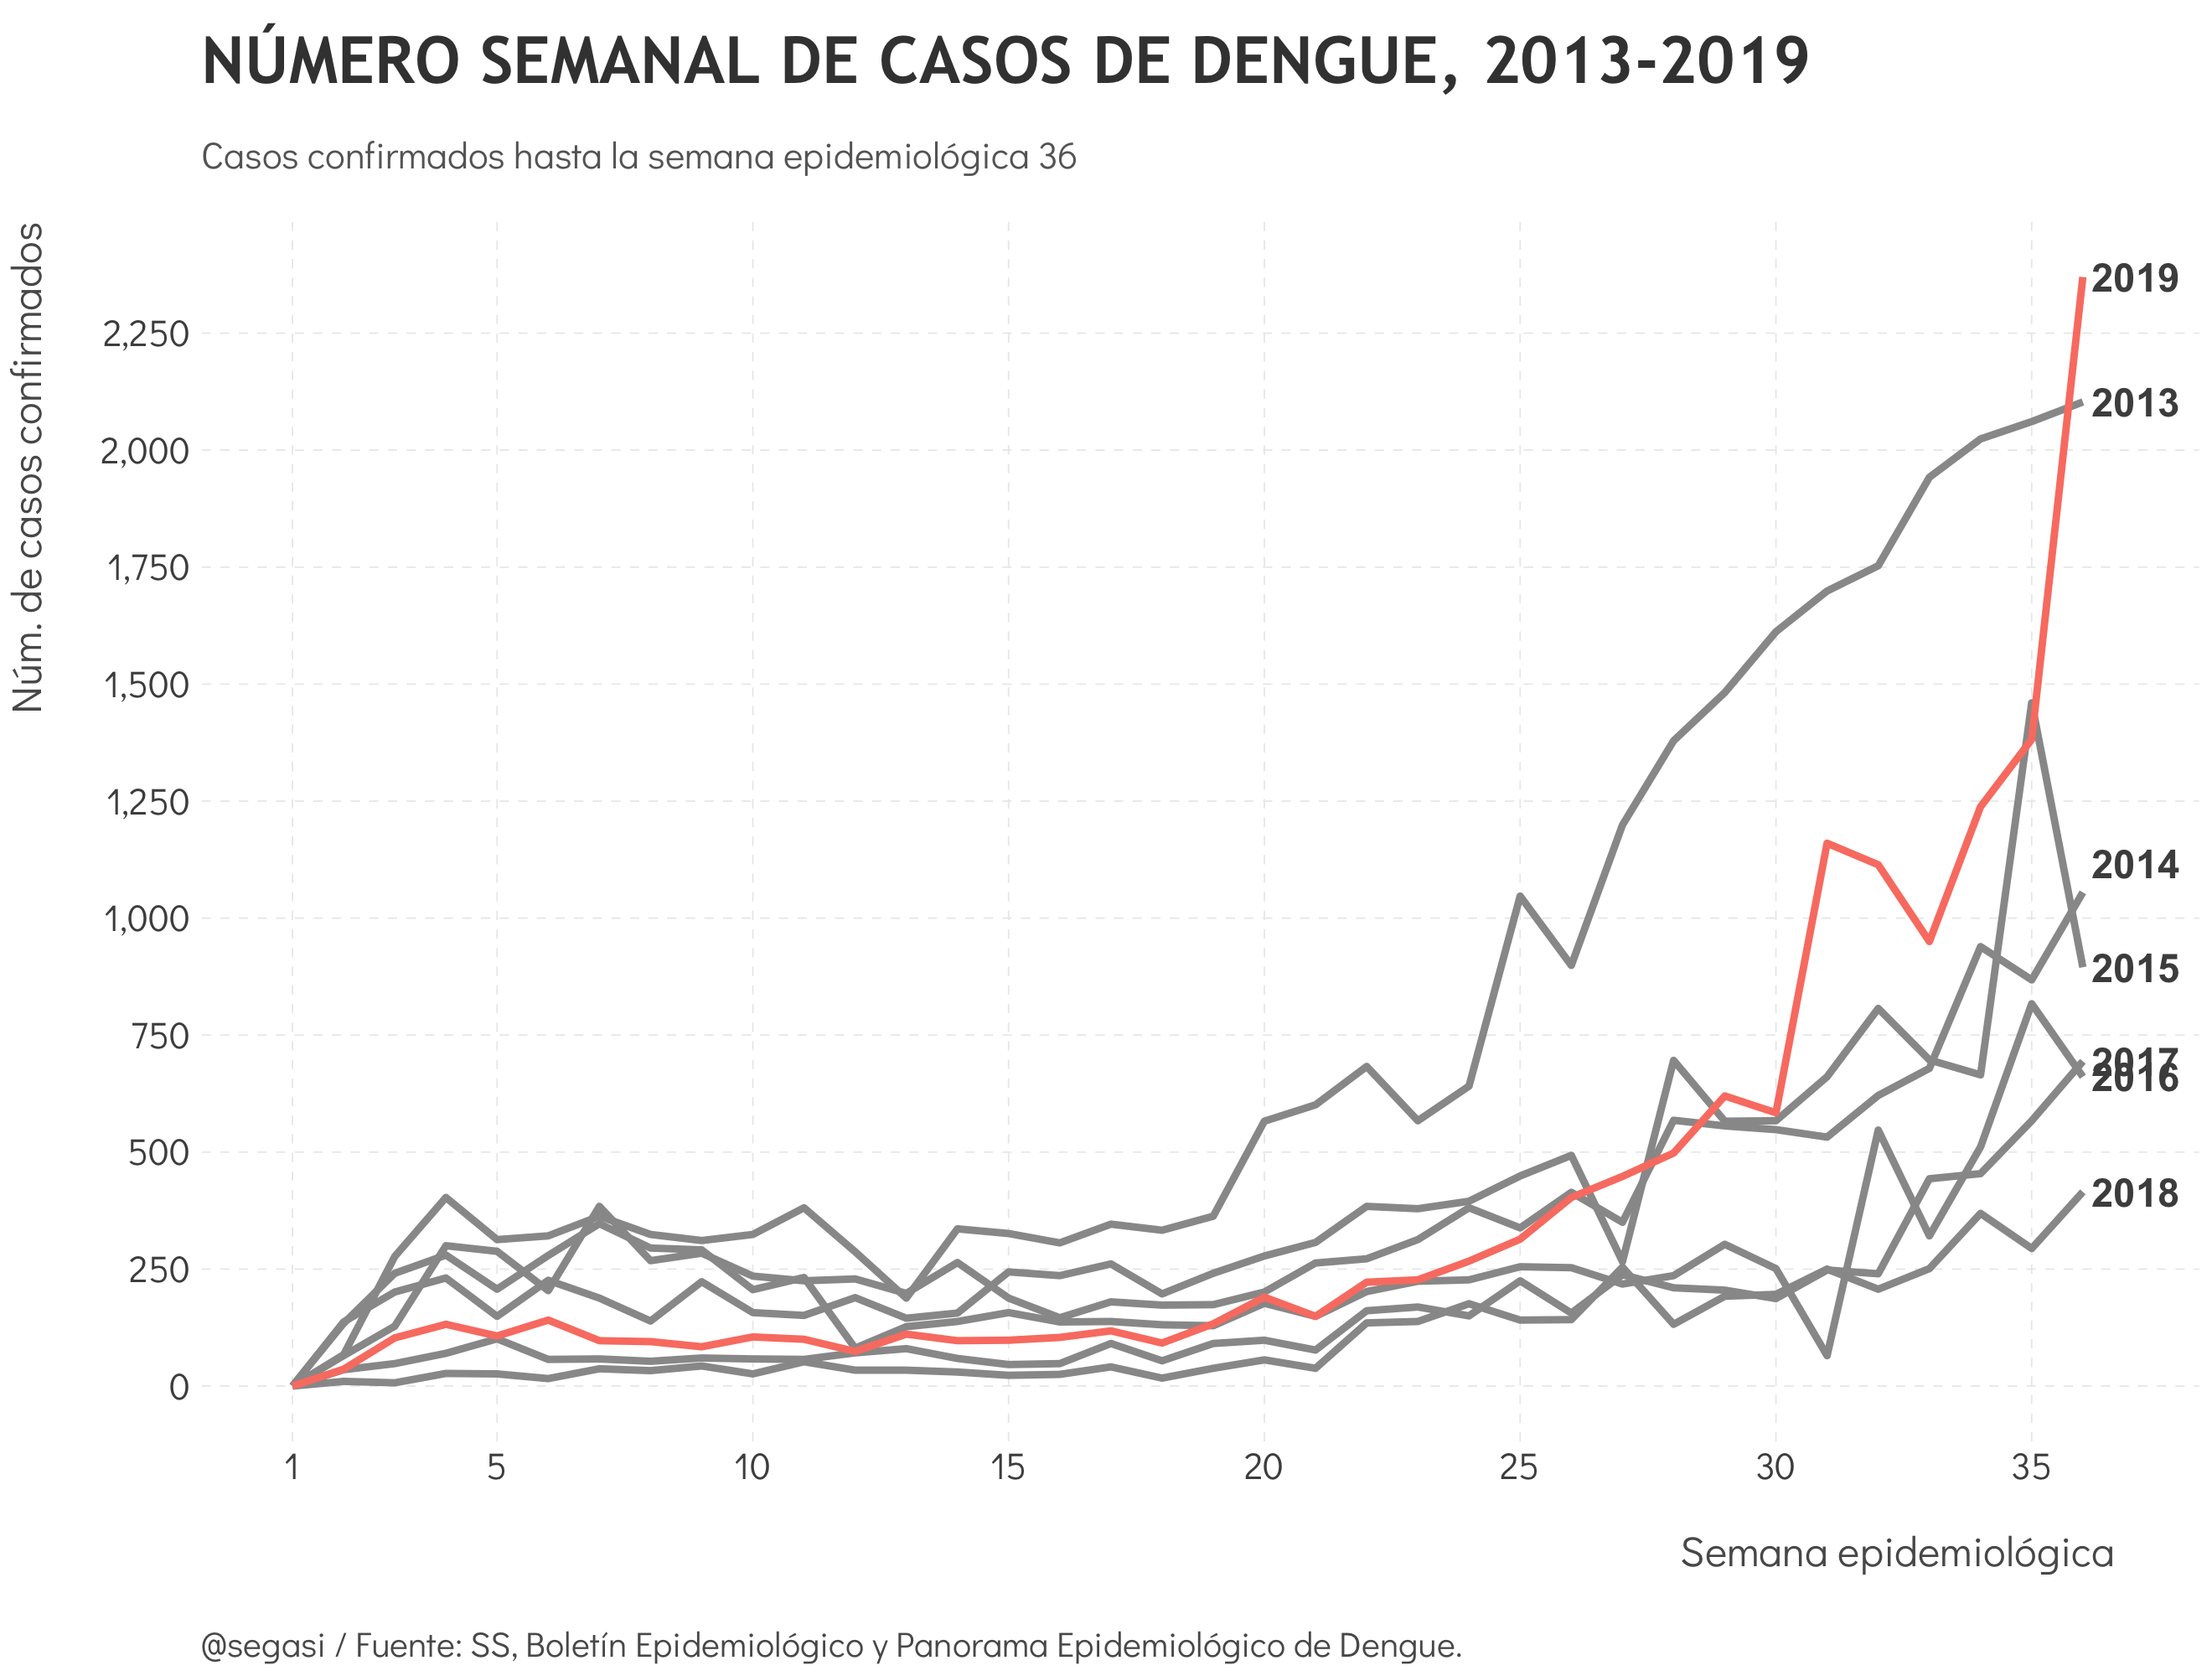 NÚMERO SEMANAL DE CASOS DE DENGUE, 2013-2019
Casos confirmados hasta la semana epidemiológica 36
Núm. de casos confirmados
2,250
2,000
1,750
1,500
1,250
1,000
750
500
250
0
2019
2013
2014
2015
2017
2016
2018
1 5 10 15 20 25 30 35
Semana epidemiológica
@segasi / Fuente: SS, Boletín Epidemiológico y Panorama Epidemiológico de Dengue.